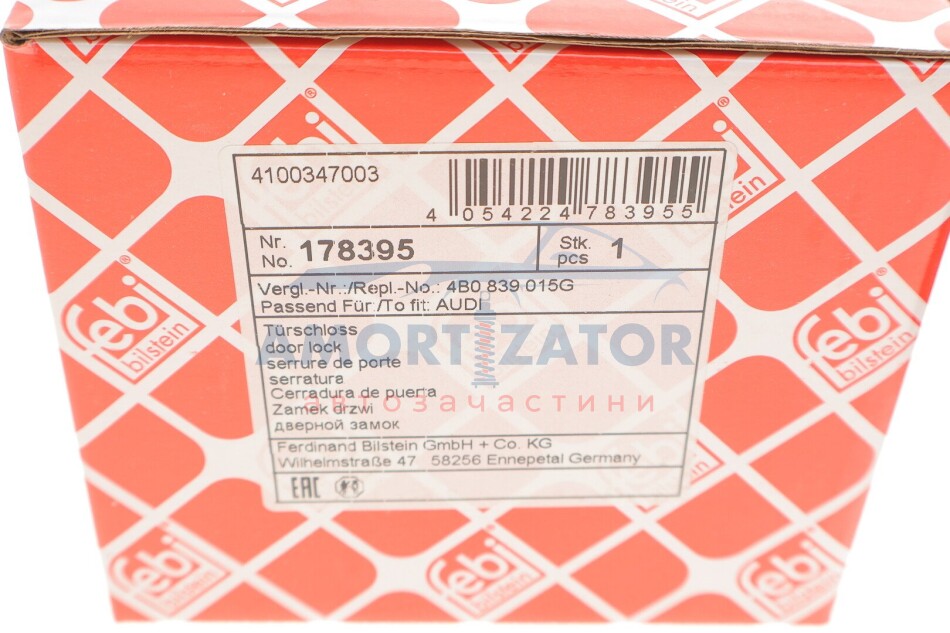 4100347003
4 054224 783955
Nr. No. 178395
Stk. pcs 1
Vergl.-Nr.:/Repl.-No.: 4B0 839 015G
Passend Für/To fit: AUDI
Türschloss
door lock
serrure de porte
serratura
Cerradura de puerta
Zamek drzwi
дверной замок
Ferdinand Bilstein GmbH + Co. KG
Wilhelmstraße 47 58256 Ennepetal Germany
EAC
AMORTIZATOR
автозапчастини
febi bilstein
febi bilstein
febi bilstein
febi bilstein
febi bilstein